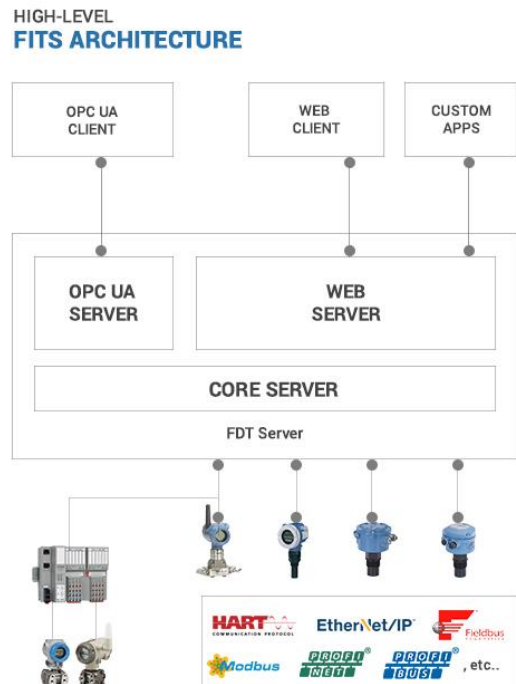 HIGH-LEVEL
FITS ARCHITECTURE
OPC UA
CLIENT
WEB
CLIENT
CUSTOM
APPS
OPC UA
SERVER
WEB
SERVER
CORE SERVER
FDT Server
HART
COMMUNICATION PROTOCOL
EtherNet/IP
Fieldbus
Modbus
PROFI®
NET
PROFI®
BUS
, etc..